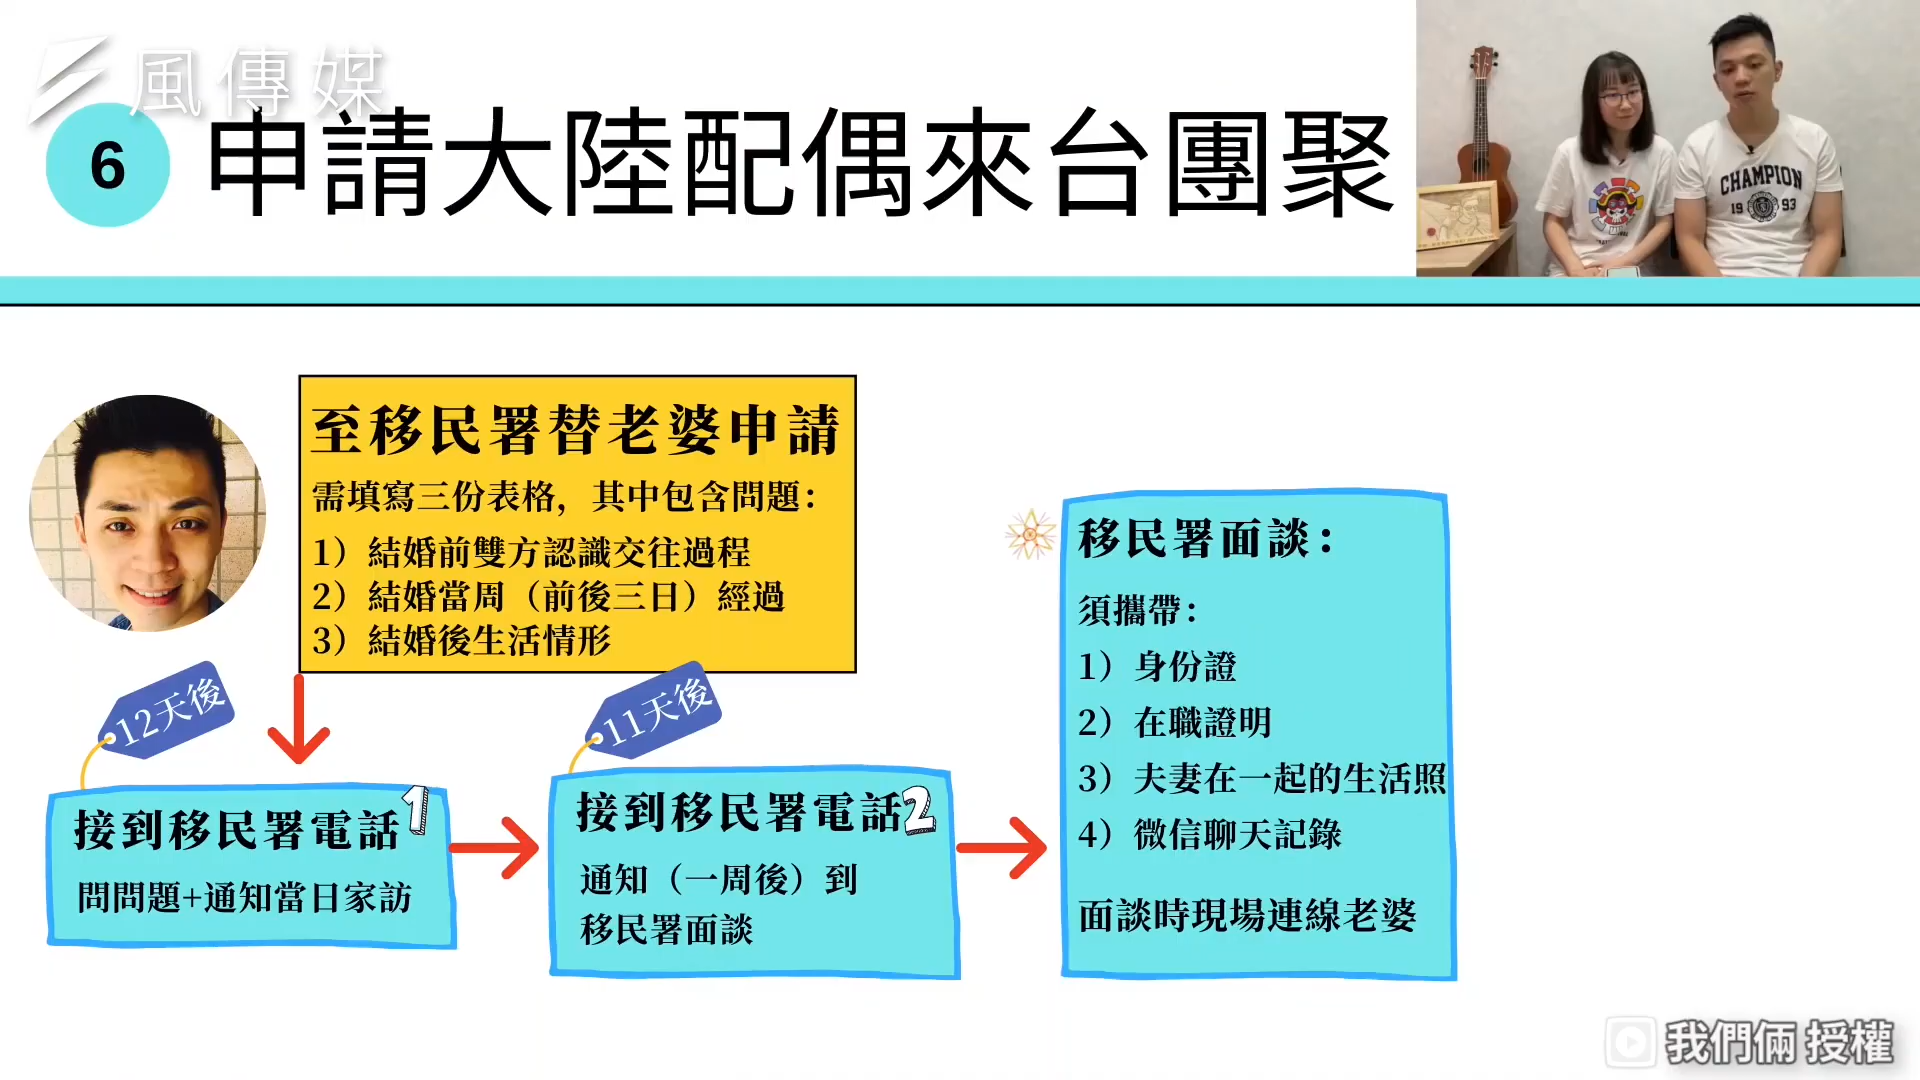 風傳媒
6
申請大陸配偶來台團聚
CHAMPION
19 93
至移民署替老婆申請
需填寫三份表格，其中包含問題：
1）結婚前雙方認識交往過程
2）結婚當周（前後三日）經過
3）結婚後生活情形
12天後
接到移民署電話1
問問題+通知當日家訪
11天後
接到移民署電話2
通知（一周後）到
移民署面談
移民署面談：
須攜帶：
1）身份證
2）在職證明
3）夫妻在一起的生活照
4）微信聊天記錄
面談時現場連線老婆
我們倆 授權